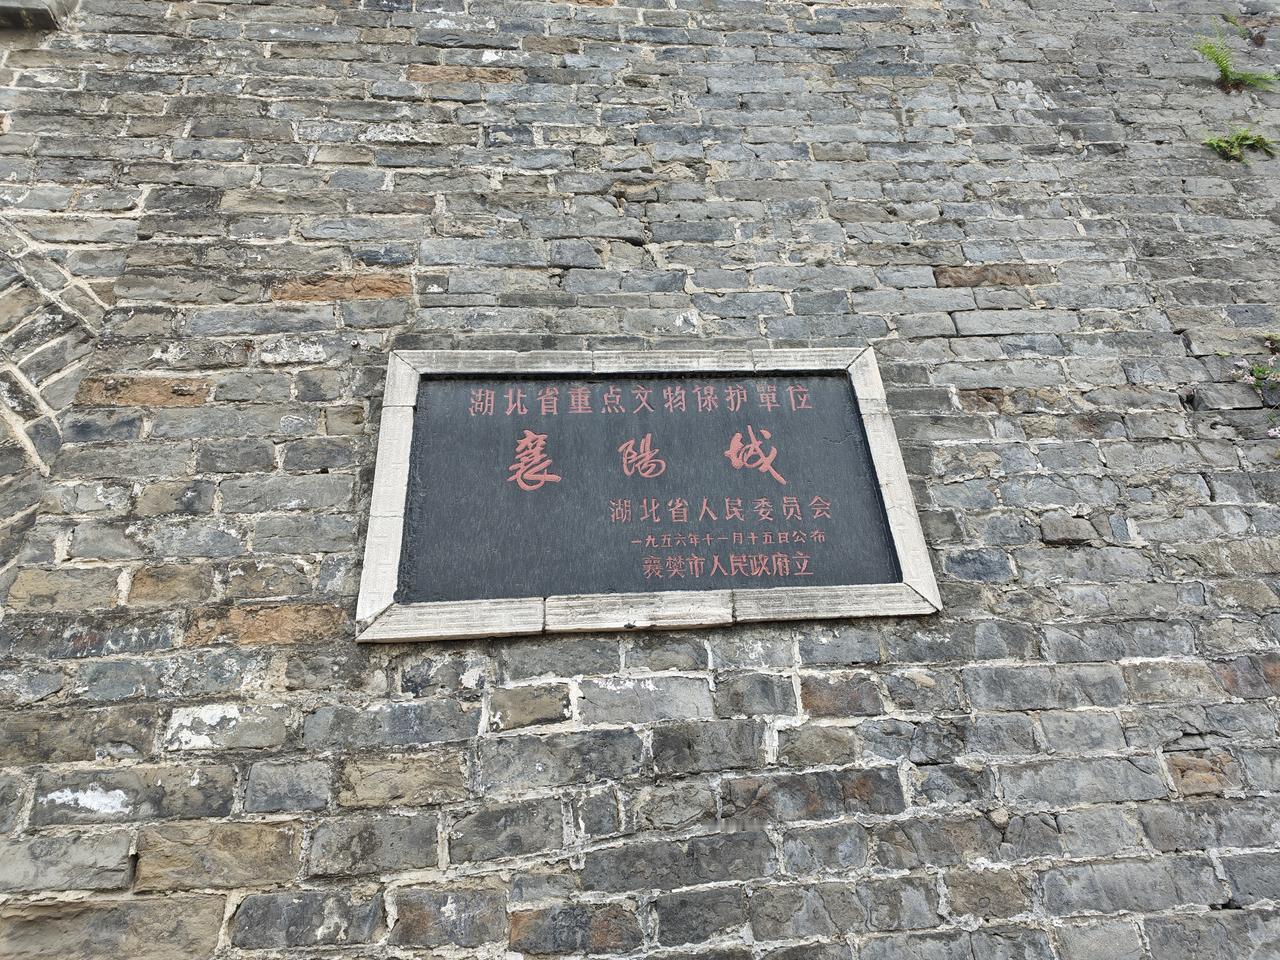 湖北省重点文物保护單位
襄陽城
湖北省人民委员会
一九五六年十一月十五日公布
襄樊市人民政府立